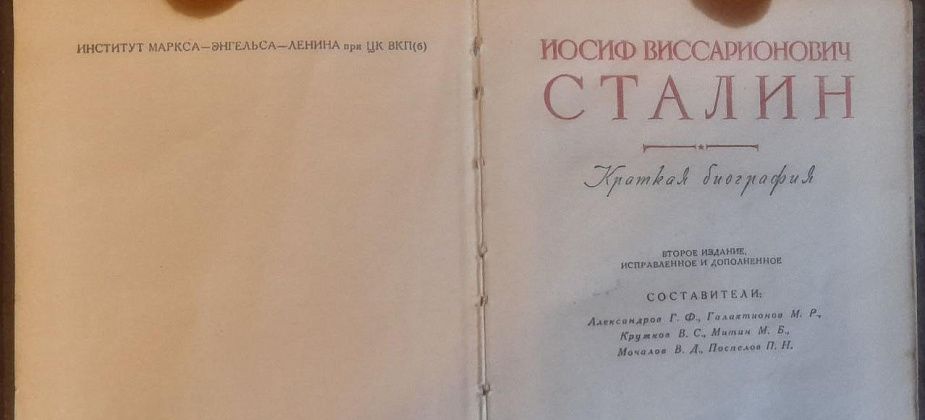 ИНСТИТУТ МАРКСА—ЭНГЕЛЬСА—ЛЕНИНА при ЦК ВКП(б)
ИОСИФ ВИССАРИОНОВИЧ
СТАЛИН
Краткая биография
ВТОРОЕ ИЗДАНИЕ,
ИСПРАВЛЕННОЕ И ДОПОЛНЕННОЕ
СОСТАВИТЕЛИ:
Александров Г. Ф., Галактионов М. Р.,
Кружков В. С., Митин М. Б.,
Мочалов В. Д., Поспелов П. Н.